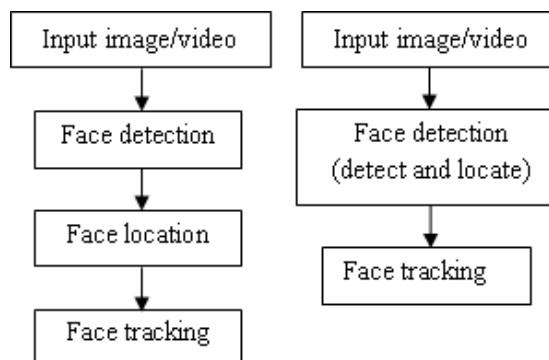 Input image/video
Face detection
Face location
Face tracking
Input image/video
Face detection
(detect and locate)
Face tracking